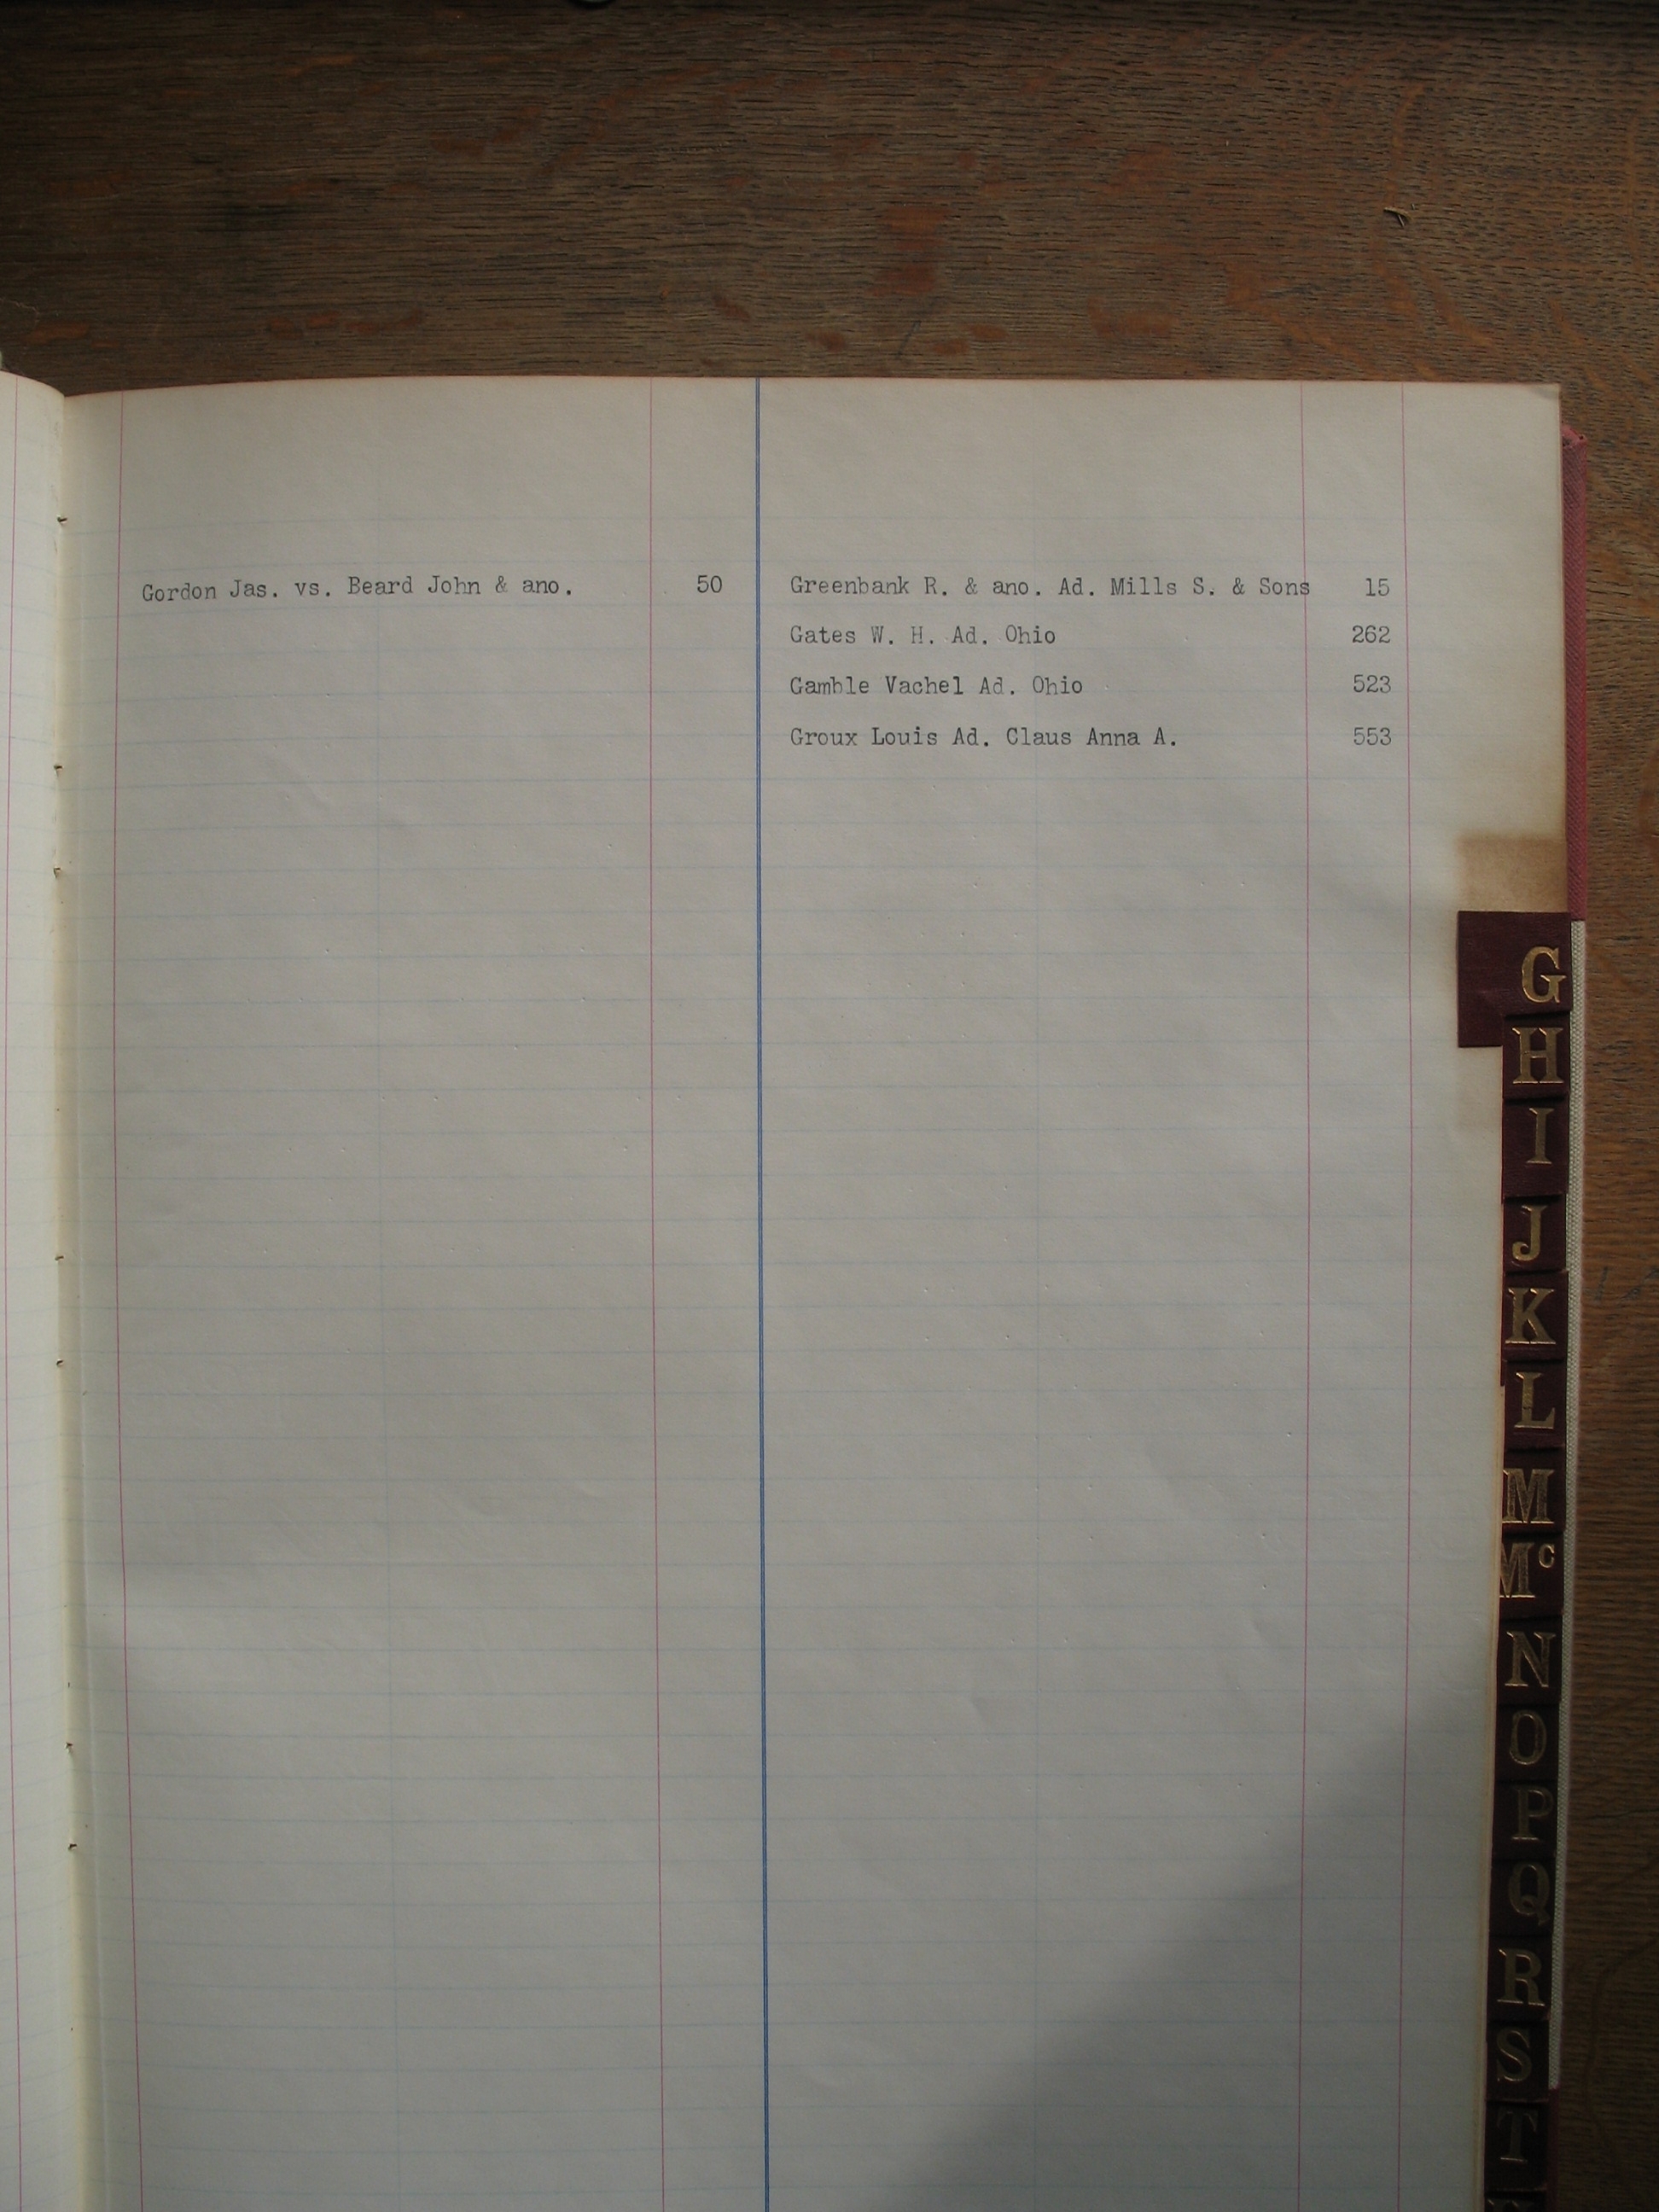 Gordon Jas. vs. Beard John & ano. 50
Greenbank R. & ano. Ad. Mills S. & Sons 15
Gates W. H. Ad. Ohio 262
Gamble Vachel Ad. Ohio 523
Groux Louis Ad. Claus Anna A. 553
G
H
I
J
K
L
M
Mc
N
O
P
Q
R
S
T